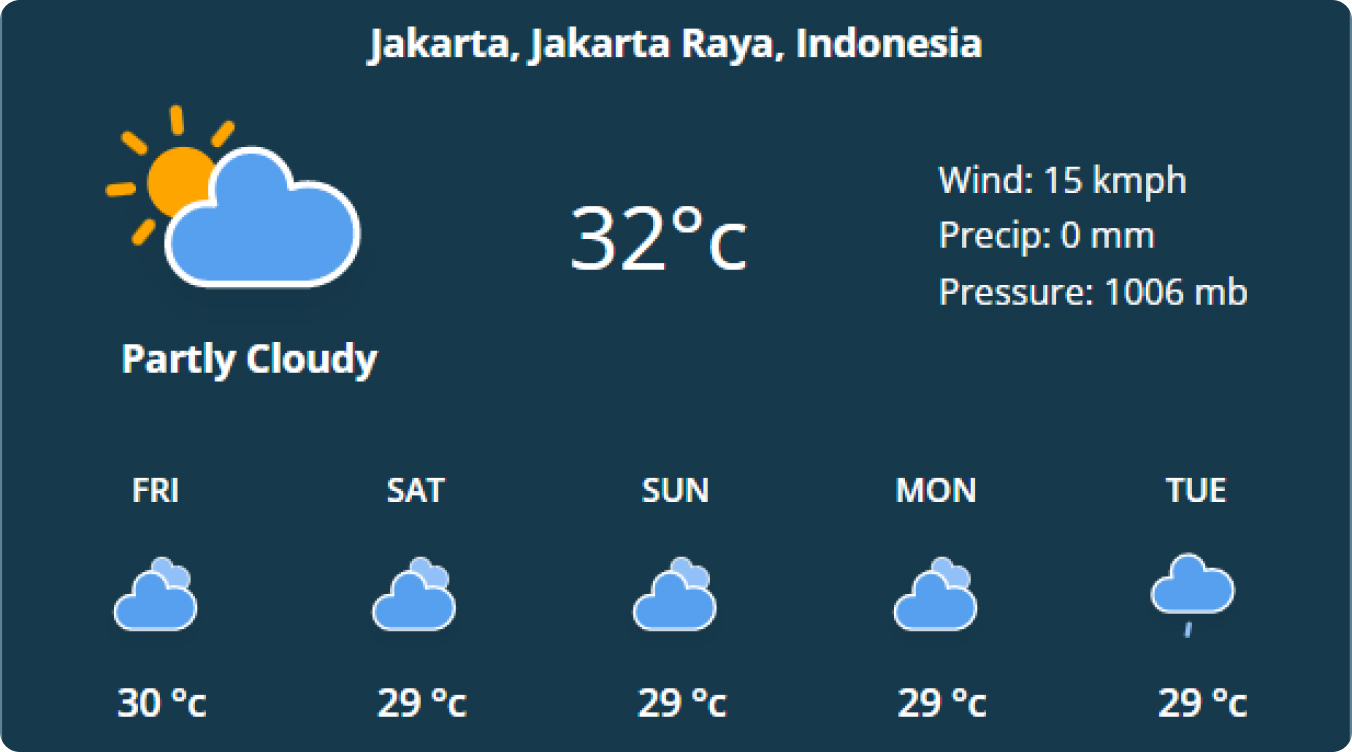 Jakarta, Jakarta Raya, Indonesia
Partly Cloudy
32°c
Wind: 15 kmph
Precip: 0 mm
Pressure: 1006 mb
FRI SAT SUN MON TUE
30 °c 29 °c 29 °c 29 °c 29 °c